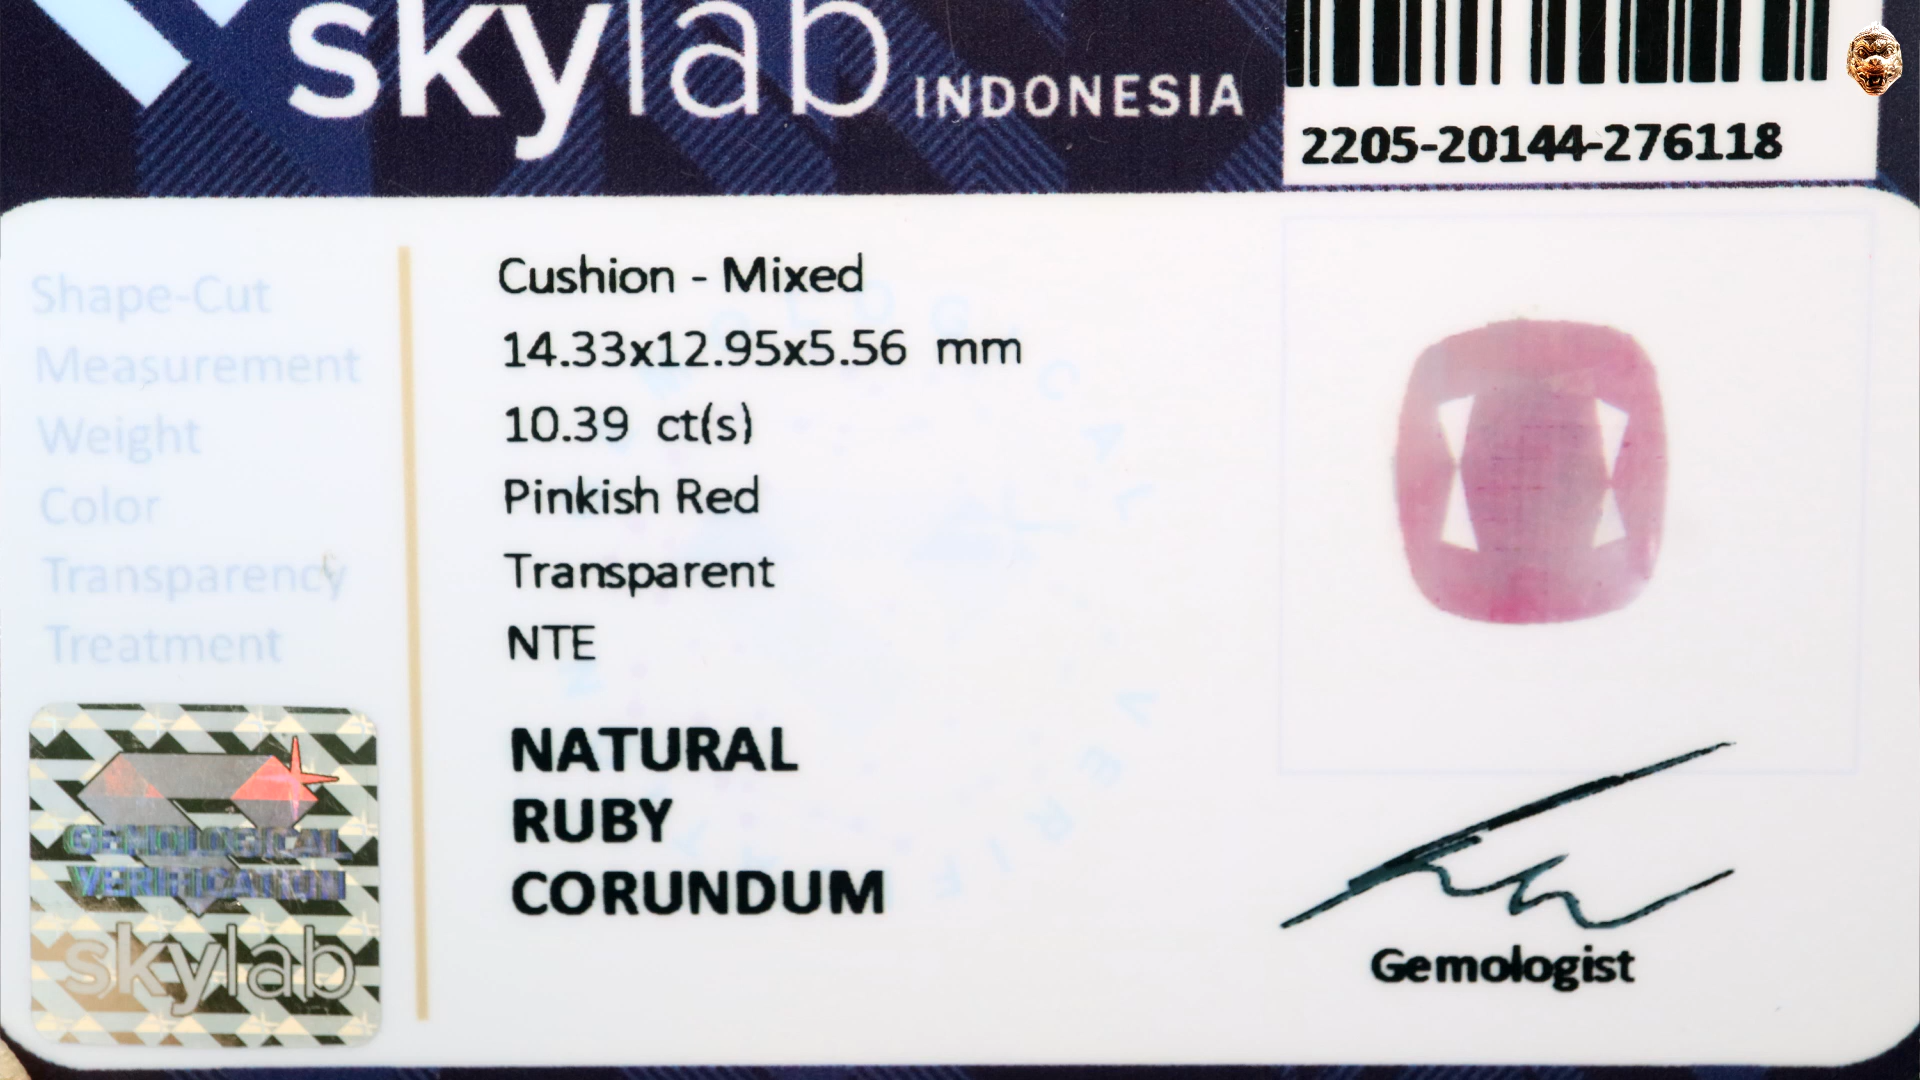 skylab INDONESIA
2205-20144-276118
Shape-Cut Cushion - Mixed
Measurement 14.33x12.95x5.56 mm
Weight 10.39 ct(s)
Color Pinkish Red
Transparency Transparent
Treatment NTE
NATURAL
RUBY
CORUNDUM
GEMOLOGICAL
VERIFICATION
skylab
Gemologist